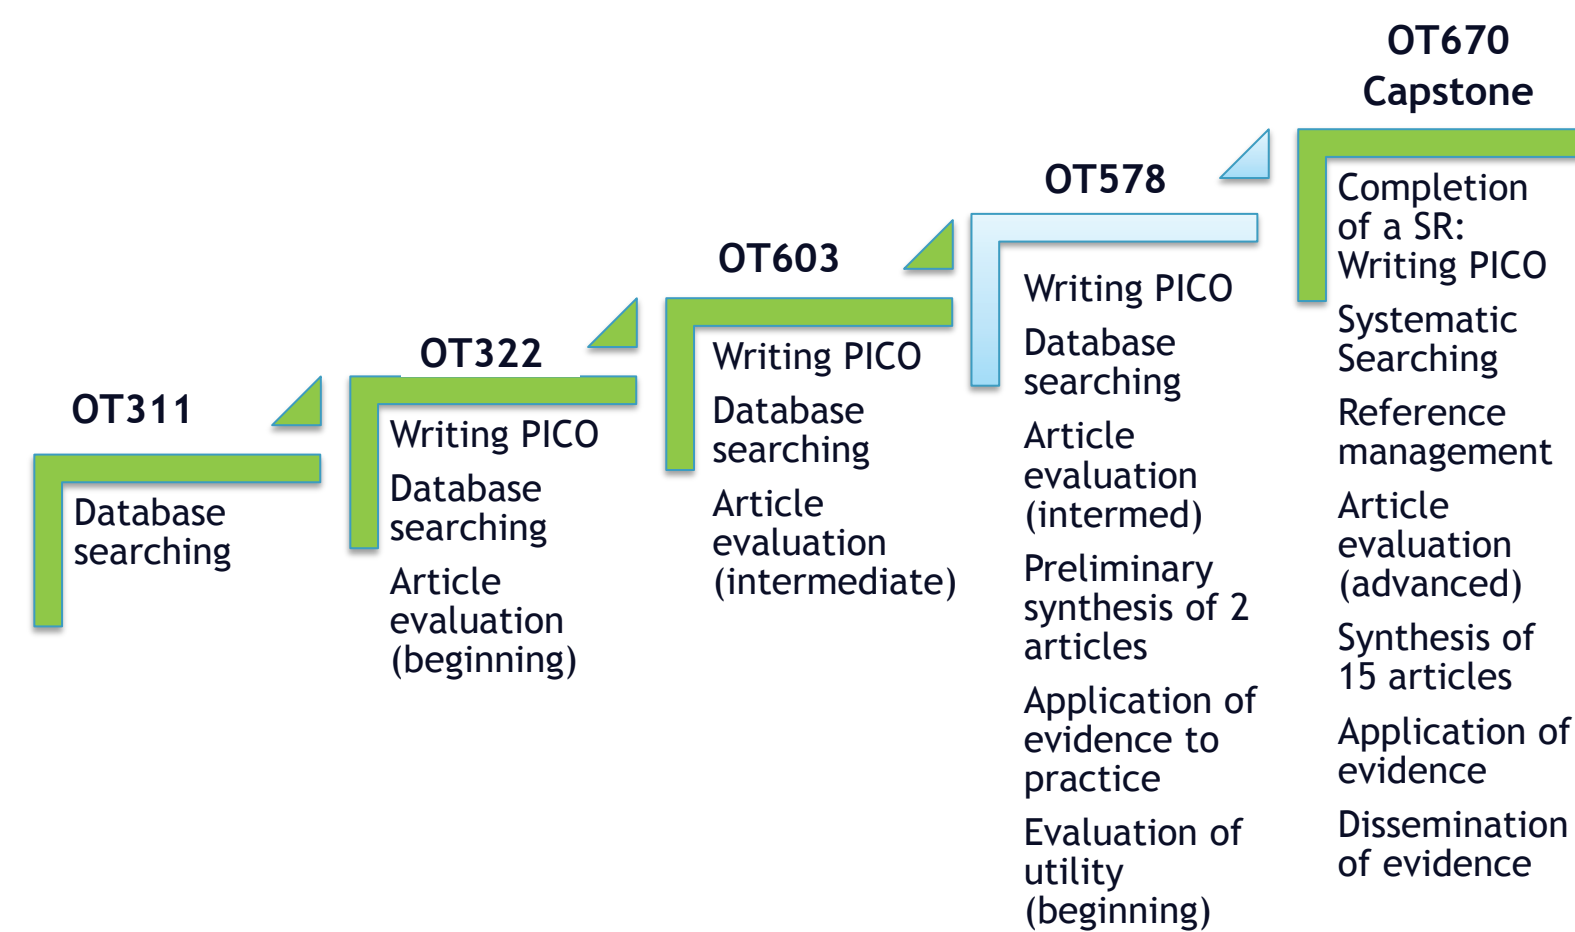 OT311
Database
searching
OT322
Writing PICO
Database
searching
Article
evaluation
(beginning)
OT603
Writing PICO
Database
searching
Article
evaluation
(intermediate)
OT578
Writing PICO
Database
searching
Article
evaluation
(intermed)
Preliminary
synthesis of 2
articles
Application of
evidence to
practice
Evaluation of
utility
(beginning)
OT670
Capstone
Completion
of a SR:
Writing PICO
Systematic
Searching
Reference
management
Article
evaluation
(advanced)
Synthesis of
15 articles
Application of
evidence
Dissemination
of evidence